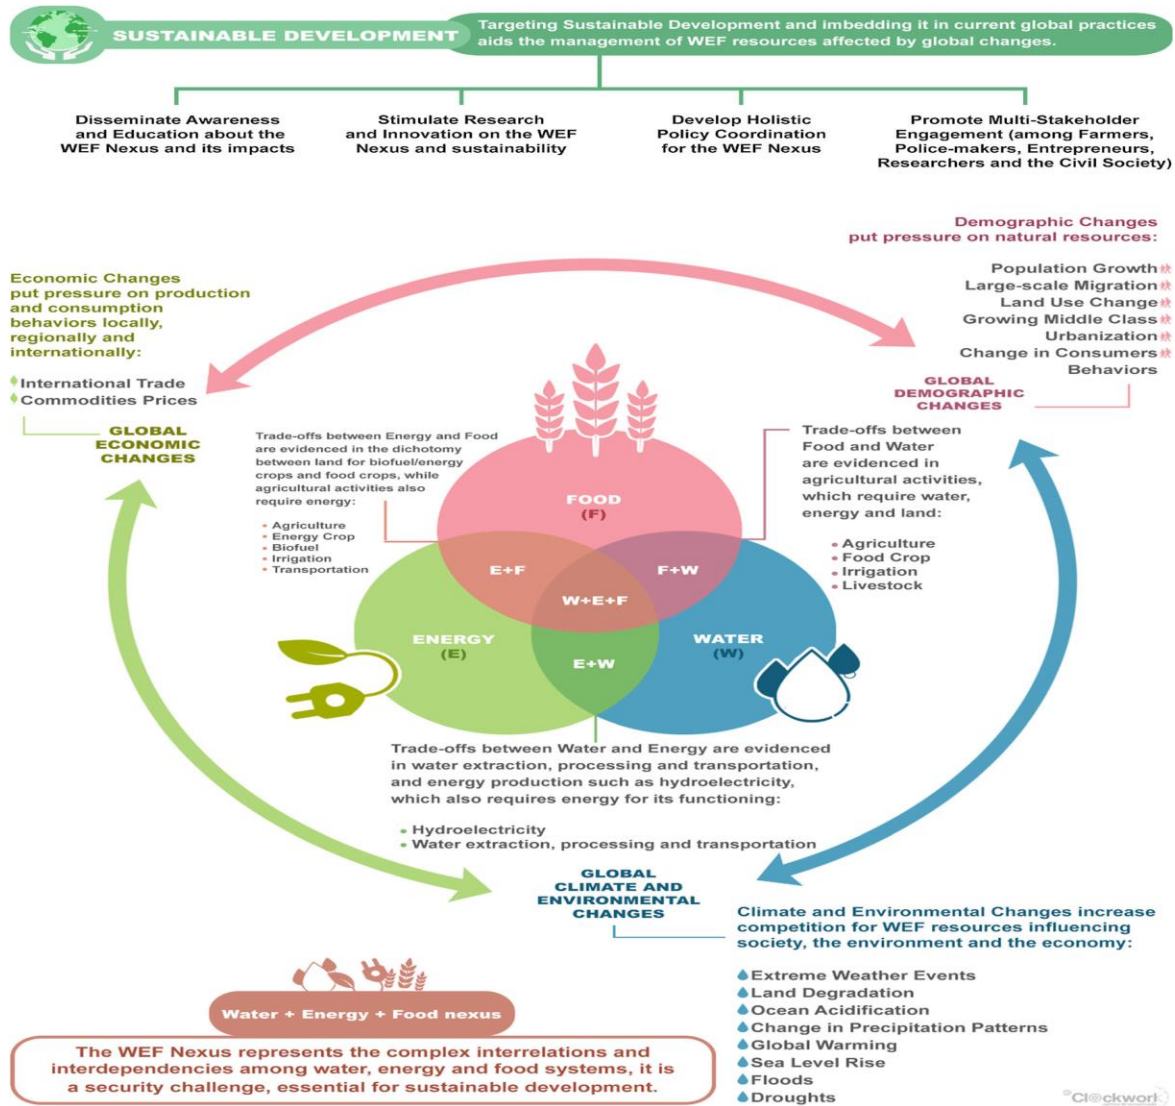 SUSTAINABLE DEVELOPMENT
Targeting Sustainable Development and imbedding it in current global practices
aids the management of WEF resources affected by global changes.
Disseminate Awareness
and Education about the
WEF Nexus and its impacts
Stimulate Research
and Innovation on the WEF
Nexus and sustainability
Develop Holistic
Policy Coordination
for the WEF Nexus
Promote Multi-Stakeholder
Engagement (among Farmers,
Police-makers, Entrepreneurs,
Researchers and the Civil Society)
Demographic Changes
put pressure on natural resources:
Population Growth
Large-scale Migration
Land Use Change
Growing Middle Class
Urbanization
Change in Consumers
Behaviors
GLOBAL
DEMOGRAPHIC
CHANGES
Economic Changes
put pressure on production
and consumption
behaviors locally,
regionally and
internationally:
International Trade
Commodities Prices
GLOBAL
ECONOMIC
CHANGES
Trade-offs between Energy and Food
are evidenced in the dichotomy
between land for biofuel/energy
crops and food crops, while
agricultural activities also
require energy:
• Agriculture
• Energy Crop
• Biofuel
• Irrigation
• Transportation
Trade-offs between
Food and Water
are evidenced in
agricultural activities,
which require water,
energy and land:
• Agriculture
• Food Crop
• Irrigation
• Livestock
FOOD
(F)
E+F
F+W
W+E+F
ENERGY
(E)
WATER
(W)
E+W
Trade-offs between Water and Energy are evidenced
in water extraction, processing and transportation,
and energy production such as hydroelectricity,
which also requires energy for its functioning:
• Hydroelectricity
• Water extraction, processing and transportation
GLOBAL
CLIMATE AND
ENVIRONMENTAL
CHANGES
Climate and Environmental Changes increase
competition for WEF resources influencing
society, the environment and the economy:
Extreme Weather Events
Land Degradation
Ocean Acidification
Change in Precipitation Patterns
Global Warming
Sea Level Rise
Floods
Droughts
Water + Energy + Food nexus
The WEF Nexus represents the complex interrelations and
interdependencies among water, energy and food systems, it is
a security challenge, essential for sustainable development.
Cl@ckwork